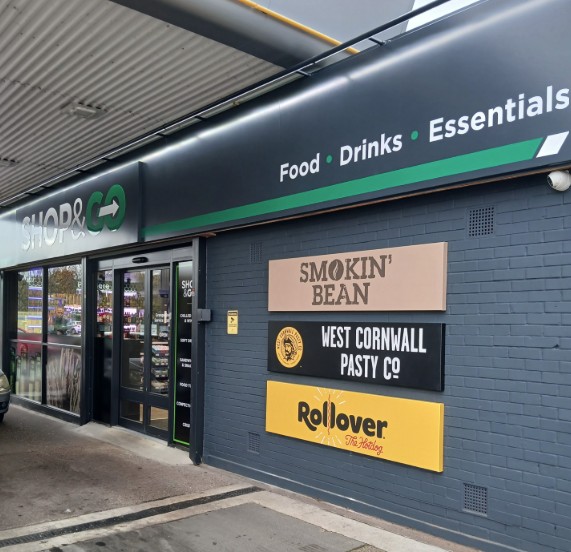 Food • Drinks • Essentials
SHOP&GO
SMOKIN'
BEAN
WEST CORNWALL
PASTY Cº
Rollover
The Hotdog